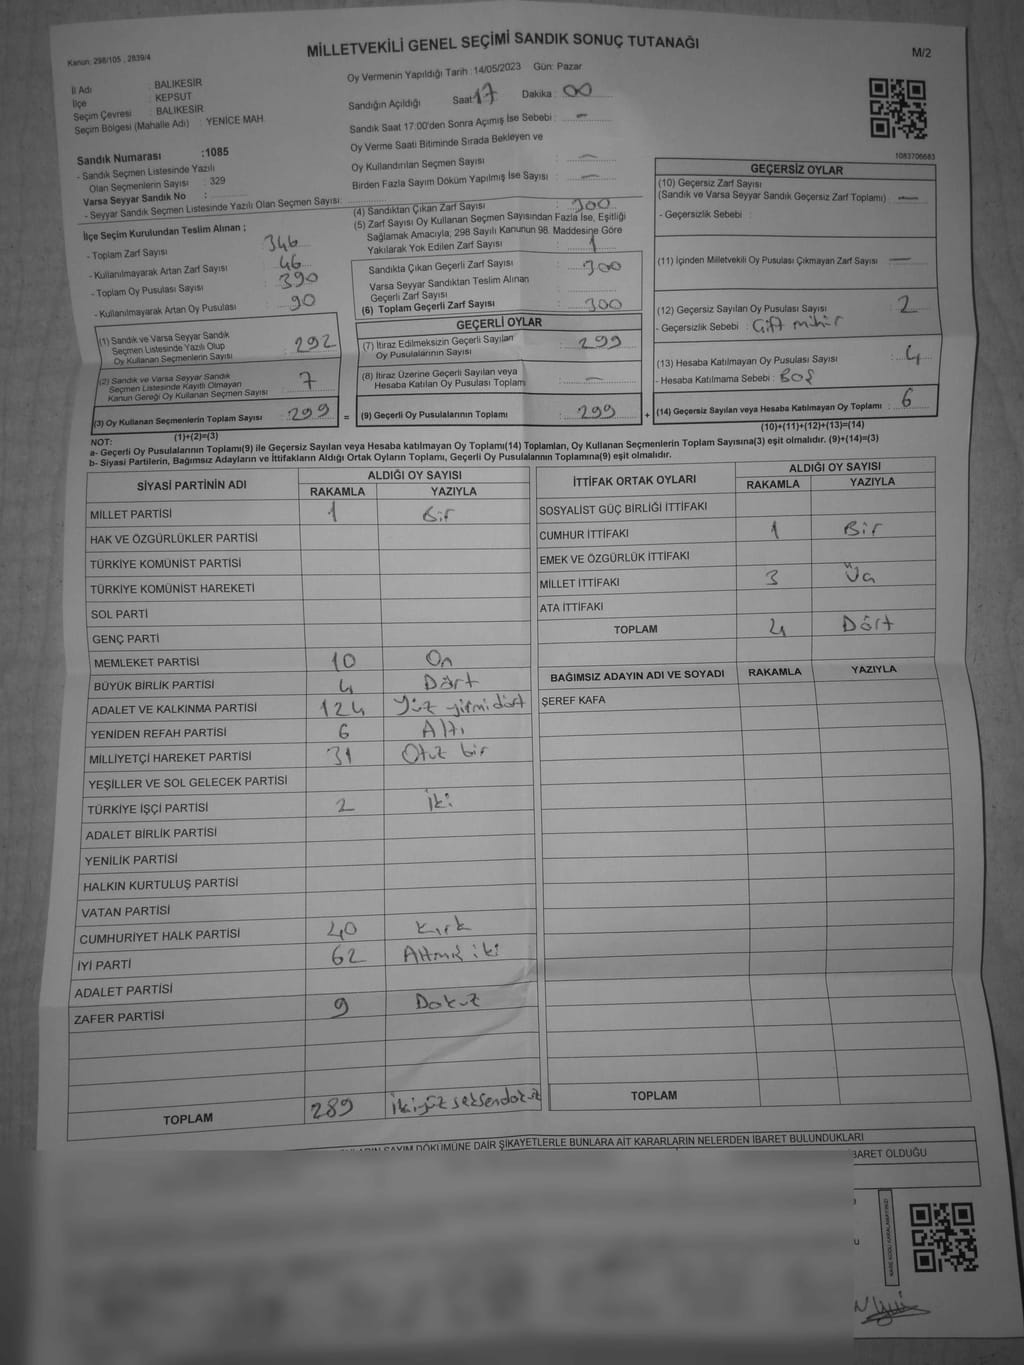 Kanun: 298/105 , 2839/4
MİLLETVEKİLİ GENEL SEÇİMİ SANDIK SONUÇ TUTANAĞI
M/2
İl Adı : BALIKESİR
İlçe : KEPSUT
Seçim Çevresi : BALIKESİR
Seçim Bölgesi (Mahalle Adı) : YENİCE MAH.
Sandık Numarası :1085
- Sandık Seçmen Listesinde Yazılı
Olan Seçmenlerin Sayısı : 329
Varsa Seyyar Sandık No :
- Seyyar Sandık Seçmen Listesinde Yazılı Olan Seçmen Sayısı:
İlçe Seçim Kurulundan Teslim Alınan ;
- Toplam Zarf Sayısı 346
- Kullanılmayarak Artan Zarf Sayısı 46
- Toplam Oy Pusulası Sayısı 390
- Kullanılmayarak Artan Oy Pusulası 90
(1) Sandık ve Varsa Seyyar Sandık
Seçmen Listesinde Yazılı Olup
Oy Kullanan Seçmenlerin Sayısı 292
(2) Sandık ve Varsa Seyyar Sandık
Seçmen Listesinde Kayıtlı Olmayan
Kanun Gereği Oy Kullanan Seçmen Sayısı 7
(3) Oy Kullanan Seçmenlerin Toplam Sayısı : 299 =
(1)+(2)=(3)
Oy Vermenin Yapıldığı Tarih : 14/05/2023 Gün: Pazar
Sandığın Açıldığı Saat 17 Dakika : 00
Sandık Saat 17:00'den Sonra Açımış İse Sebebi : —
Oy Verme Saati Bitiminde Sırada Bekleyen ve
Oy Kullandırılan Seçmen Sayısı : —
Birden Fazla Sayım Döküm Yapılmış İse Sayısı : —
(4) Sandıktan Çıkan Zarf Sayısı : 300
(5) Zarf Sayısı Oy Kullanan Seçmen Sayısından Fazla İse, Eşitliği
Sağlamak Amacıyla, 298 Sayılı Kanunun 98. Maddesine Göre
Yakılarak Yok Edilen Zarf Sayısı : 1
Sandıkta Çıkan Geçerli Zarf Sayısı : 300
Varsa Seyyar Sandıktan Teslim Alınan
Geçerli Zarf Sayısı
(6) Toplam Geçerli Zarf Sayısı : 300
GEÇERLİ OYLAR
(7) İtiraz Edilmeksizin Geçerli Sayılan
Oy Pusulalarının Sayısı : 299
(8) İtiraz Üzerine Geçerli Sayılan veya
Hesaba Katılan Oy Pusulası Toplamı : —
(9) Geçerli Oy Pusulalarının Toplamı : 299 +
1083706683
GEÇERSİZ OYLAR
(10) Geçersiz Zarf Sayısı
(Sandık ve Varsa Seyyar Sandık Geçersiz Zarf Toplamı) : —
- Geçersizlik Sebebi :
(11) İçinden Milletvekili Oy Pusulası Çıkmayan Zarf Sayısı : —
(12) Geçersiz Sayılan Oy Pusulası Sayısı : 2
- Geçersizlik Sebebi : Çift mühür
(13) Hesaba Katılmayan Oy Pusulası Sayısı : 4
- Hesaba Katılmama Sebebi : BOŞ
(14) Geçersiz Sayılan veya Hesaba Katılmayan Oy Toplamı : 6
(10)+(11)+(12)+(13)=(14)
NOT:
a- Geçerli Oy Pusulalarının Toplamı(9) ile Geçersiz Sayılan veya Hesaba katılmayan Oy Toplamı(14) Toplamları, Oy Kullanan Seçmenlerin Toplam Sayısına(3) eşit olmalıdır. (9)+(14)=(3)
b- Siyasi Partilerin, Bağımsız Adayların ve İttifakların Aldığı Ortak Oyların Toplamı, Geçerli Oy Pusulalarının Toplamına(9) eşit olmalıdır.
SİYASİ PARTİNİN ADI ALDIĞI OY SAYISI
RAKAMLA YAZIYLA
MİLLET PARTİSİ 1 Bir
HAK VE ÖZGÜRLÜKLER PARTİSİ
TÜRKİYE KOMÜNİST PARTİSİ
TÜRKİYE KOMÜNİST HAREKETİ
SOL PARTİ
GENÇ PARTİ
MEMLEKET PARTİSİ 10 On
BÜYÜK BİRLİK PARTİSİ 4 Dört
ADALET VE KALKINMA PARTİSİ 124 Yüz yirmi dört
YENİDEN REFAH PARTİSİ 6 Altı
MİLLİYETÇİ HAREKET PARTİSİ 31 Otuz bir
YEŞİLLER VE SOL GELECEK PARTİSİ
TÜRKİYE İŞÇİ PARTİSİ 2 İki
ADALET BİRLİK PARTİSİ
YENİLİK PARTİSİ
HALKIN KURTULUŞ PARTİSİ
VATAN PARTİSİ
CUMHURİYET HALK PARTİSİ 40 Kırk
İYİ PARTİ 62 Altmış iki
ADALET PARTİSİ
ZAFER PARTİSİ 9 Dokuz
TOPLAM 289 İkiyüz seksendokuz
İTTİFAK ORTAK OYLARI ALDIĞI OY SAYISI
RAKAMLA YAZIYLA
SOSYALİST GÜÇ BİRLİĞİ İTTİFAKI
CUMHUR İTTİFAKI 1 Bir
EMEK VE ÖZGÜRLÜK İTTİFAKI
MİLLET İTTİFAKI 3 Üç
ATA İTTİFAKI
TOPLAM 4 Dört
BAĞIMSIZ ADAYIN ADI VE SOYADI RAKAMLA YAZIYLA
ŞEREF KAFA
TOPLAM
SAYIM DÖKÜMÜNE DAİR ŞİKAYETLERLE BUNLARA AİT KARARLARIN NELERDEN İBARET BULUNDUKLARI
BARET OLDUĞU